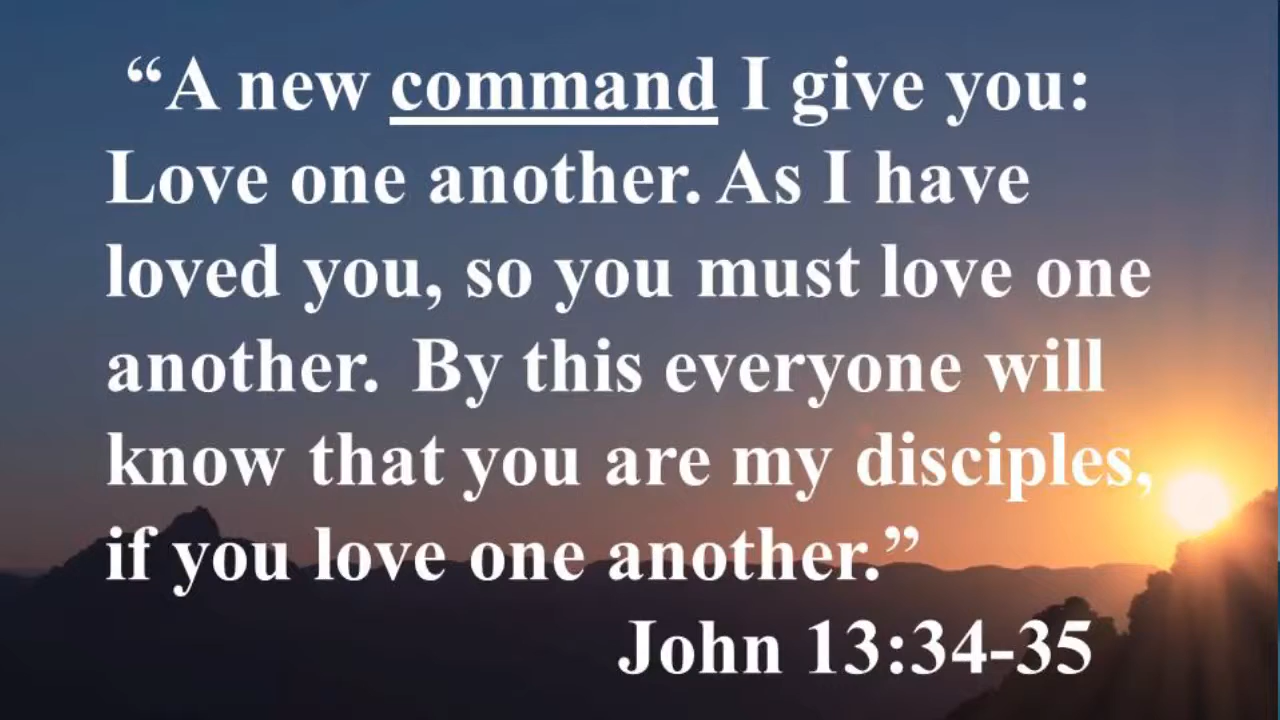 “A new command I give you:
Love one another. As I have
loved you, so you must love one
another. By this everyone will
know that you are my disciples,
if you love one another.”
John 13:34-35